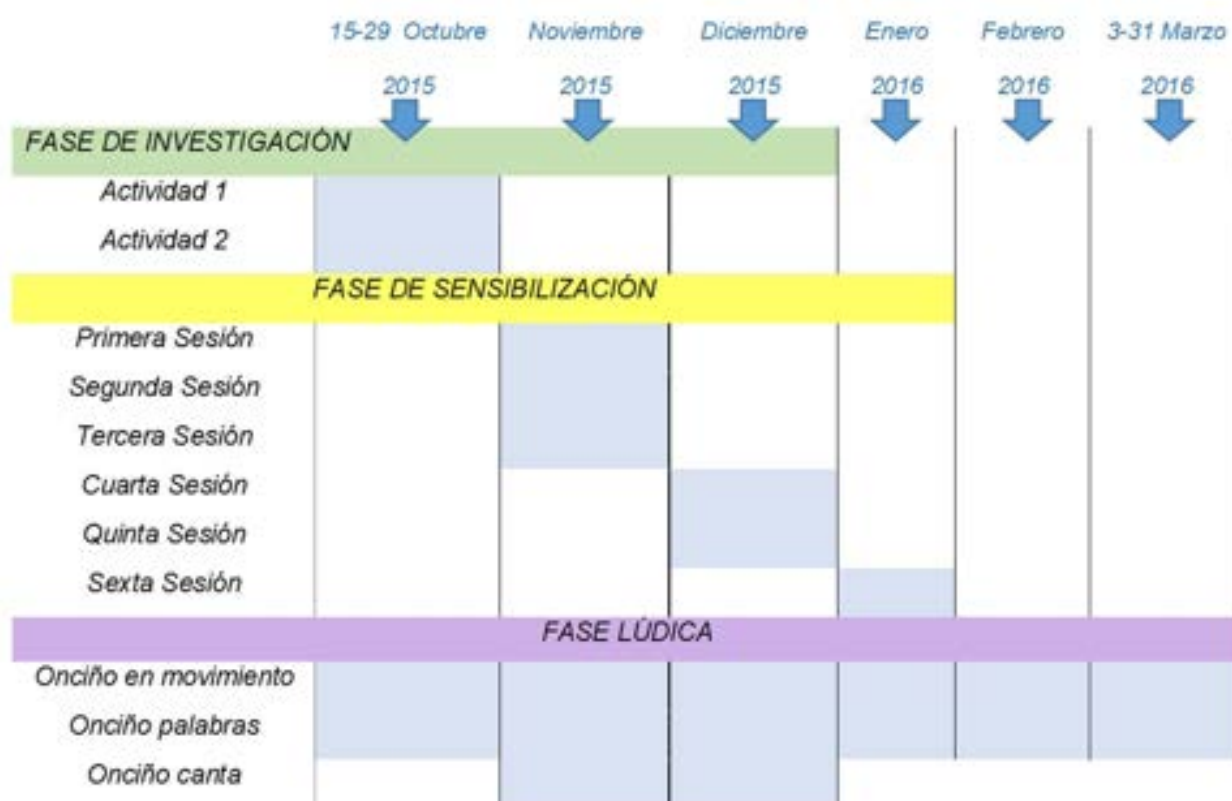 15-29 Octubre Noviembre Diciembre Enero Febrero 3-31 Marzo
2015 2015 2015 2016 2016 2016
FASE DE INVESTIGACIÓN
Actividad 1
Actividad 2
FASE DE SENSIBILIZACIÓN
Primera Sesión
Segunda Sesión
Tercera Sesión
Cuarta Sesión
Quinta Sesión
Sexta Sesión
FASE LÚDICA
Onciño en movimiento
Onciño palabras
Onciño canta